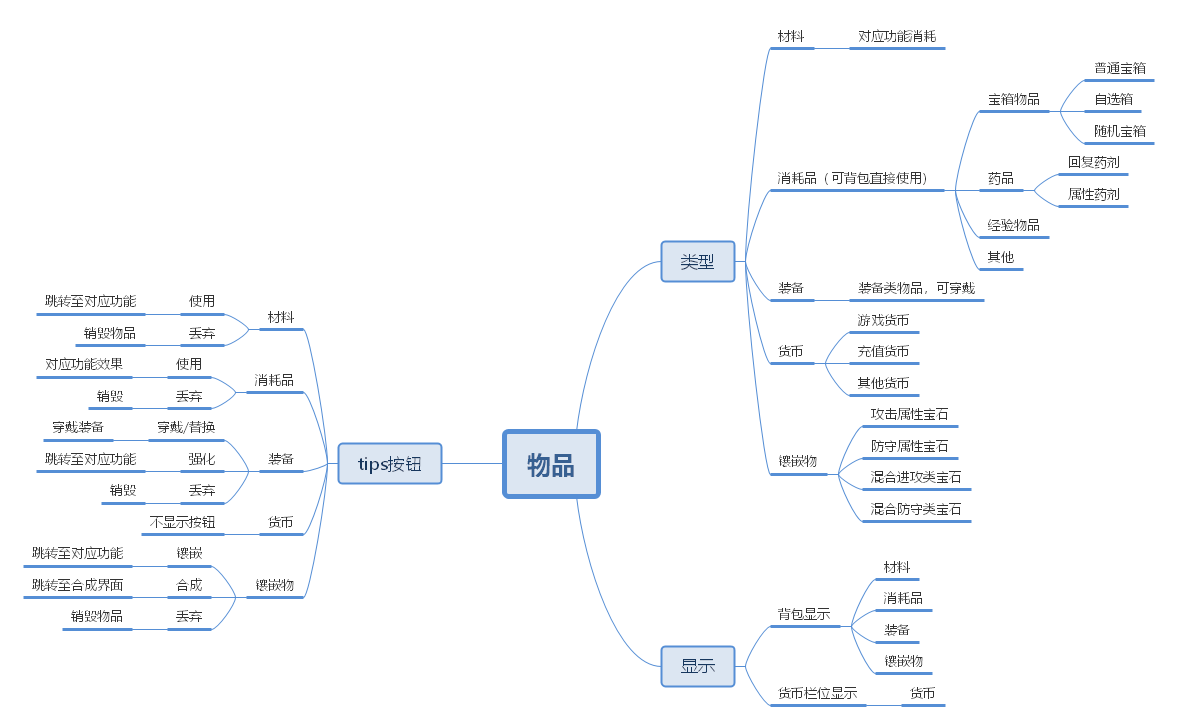 物品
类型
材料
对应功能消耗
消耗品（可背包直接使用）
宝箱物品
普通宝箱
自选箱
随机宝箱
药品
回复药剂
属性药剂
经验物品
其他
装备
装备类物品，可穿戴
货币
游戏货币
充值货币
其他货币
镶嵌物
攻击属性宝石
防守属性宝石
混合进攻类宝石
混合防守类宝石
显示
背包显示
材料
消耗品
装备
镶嵌物
货币栏位显示
货币
tips按钮
材料
使用
跳转至对应功能
丢弃
销毁物品
消耗品
使用
对应功能效果
丢弃
销毁
装备
穿戴/替换
穿戴装备
强化
跳转至对应功能
丢弃
销毁
货币
不显示按钮
镶嵌物
镶嵌
跳转至对应功能
合成
跳转至合成界面
丢弃
销毁物品